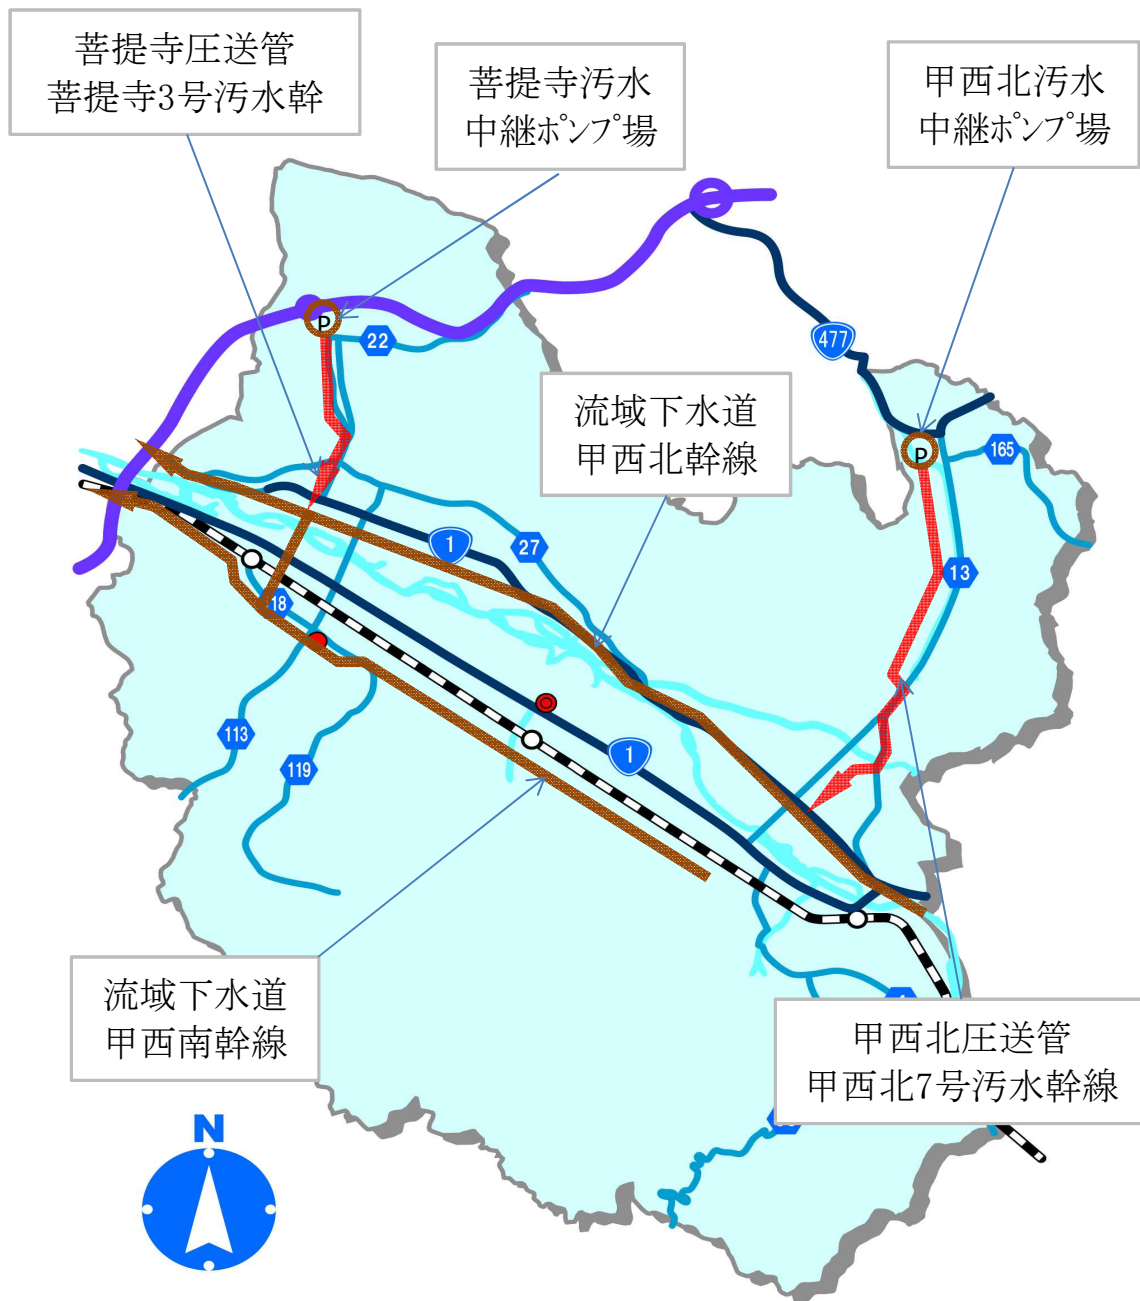 菩提寺圧送管
菩提寺3号汚水幹
菩提寺汚水
中継ポンプ場
甲西北汚水
中継ポンプ場
P
22
477
流域下水道
甲西北幹線
P
165
1
27
13
18
113
119
1
流域下水道
甲西南幹線
甲西北圧送管
甲西北7号汚水幹線
N